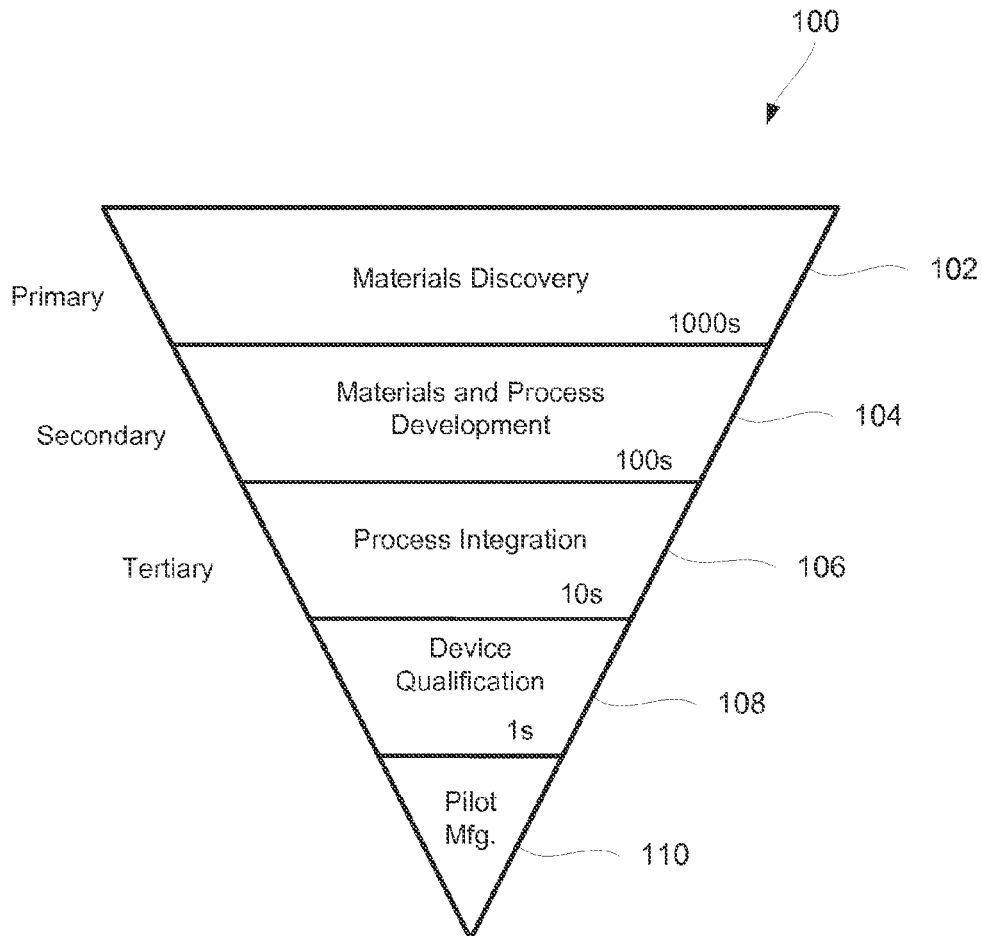 100
Materials Discovery
102
Primary
1000s
Materials and Process
Development
104
Secondary
100s
Process Integration
106
Tertiary
10s
Device
Qualification
108
1s
Pilot
Mfg.
110